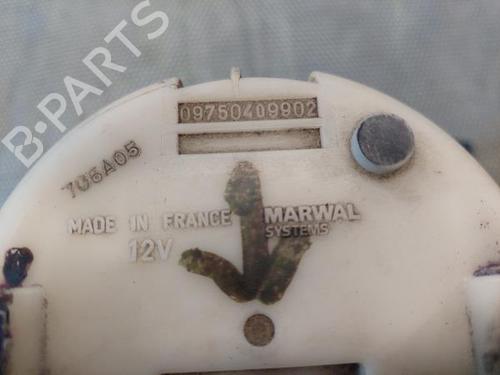 B-PARTS
09750409902
706A05
MADE IN FRANCE
12V
MARWAL
SYSTEMS